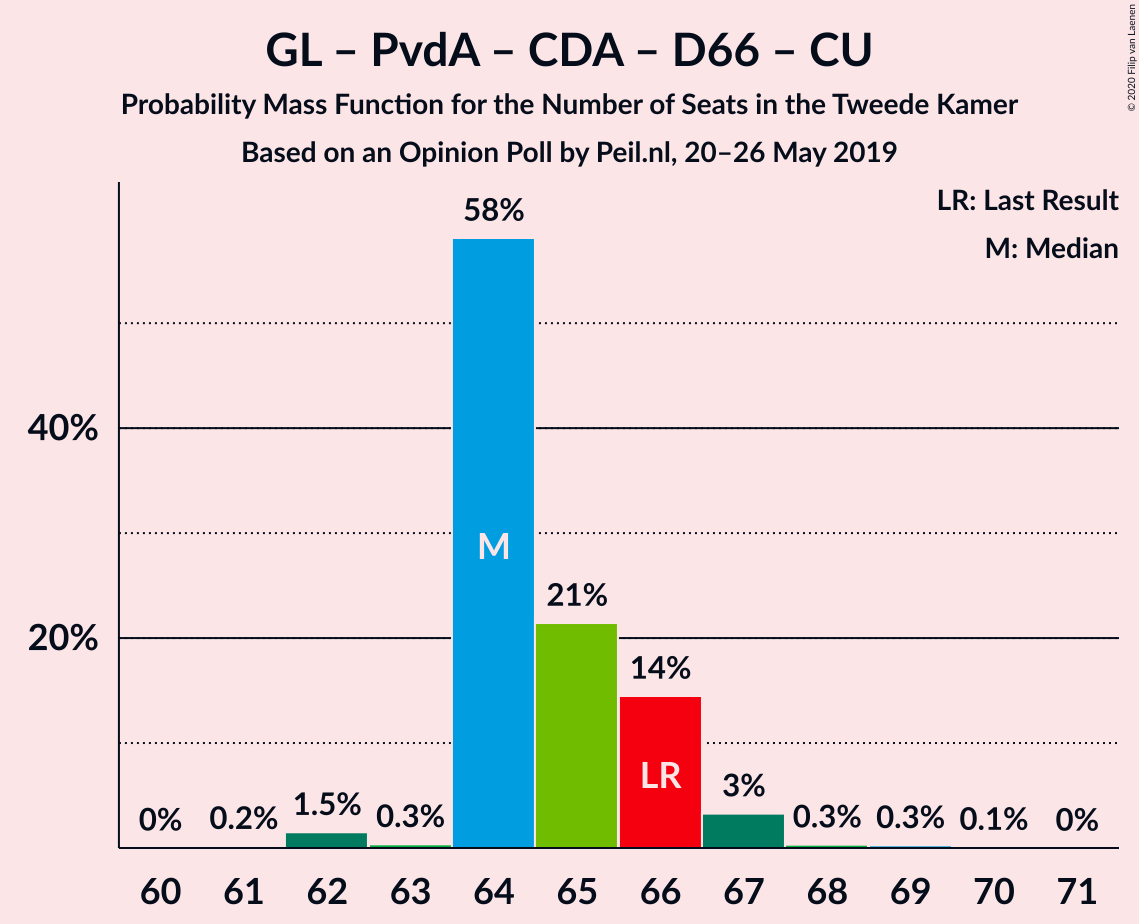 GL – PvdA – CDA – D66 – CU
Probability Mass Function for the Number of Seats in the Tweede Kamer
Based on an Opinion Poll by Peil.nl, 20–26 May 2019
© 2020 Filip van Laenen
LR: Last Result
M: Median
58%
40%
M
21%
20%
14%
LR
0% 0.2% 1.5% 0.3% 3% 0.3% 0.3% 0.1% 0%
60 61 62 63 64 65 66 67 68 69 70 71